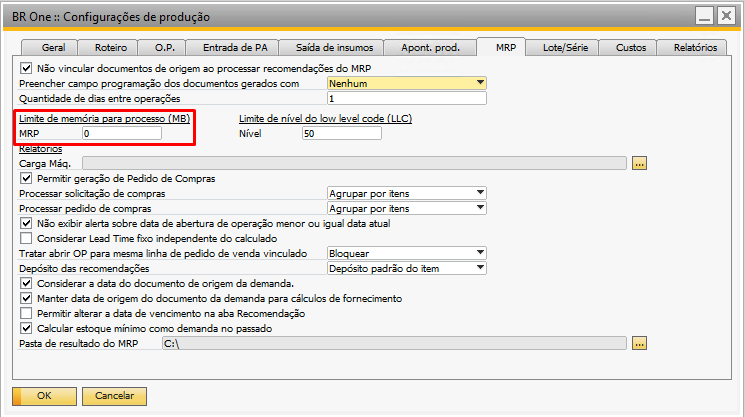 BR One :: Configurações de produção
Geral Roteiro O.P. Entrada de PA Saída de insumos Apont. prod. MRP Lote/Série Custos Relatórios
Não vincular documentos de origem ao processar recomendações do MRP
Preencher campo programação dos documentos gerados com Nenhum
Quantidade de dias entre operações 1
Limite de memória para processo (MB) Limite de nível do low level code (LLC)
MRP 0 Nível 50
Relatórios
Carga Máq. ...
Permitir geração de Pedido de Compras
Processar solicitação de compras Agrupar por itens
Processar pedido de compras Agrupar por itens
Não exibir alerta sobre data de abertura de operação menor ou igual data atual
Considerar Lead Time fixo independente do calculado
Tratar abrir OP para mesma linha de pedido de venda vinculado Bloquear
Depósito das recomendações Depósito padrão do item
Considerar a data do documento de origem da demanda.
Manter data de origem do documento da demanda para cálculos de fornecimento
Permitir alterar a data de vencimento na aba Recomendação
Calcular estoque mínimo como demanda no passado
Pasta de resultado do MRP C:\ ...
OK Cancelar